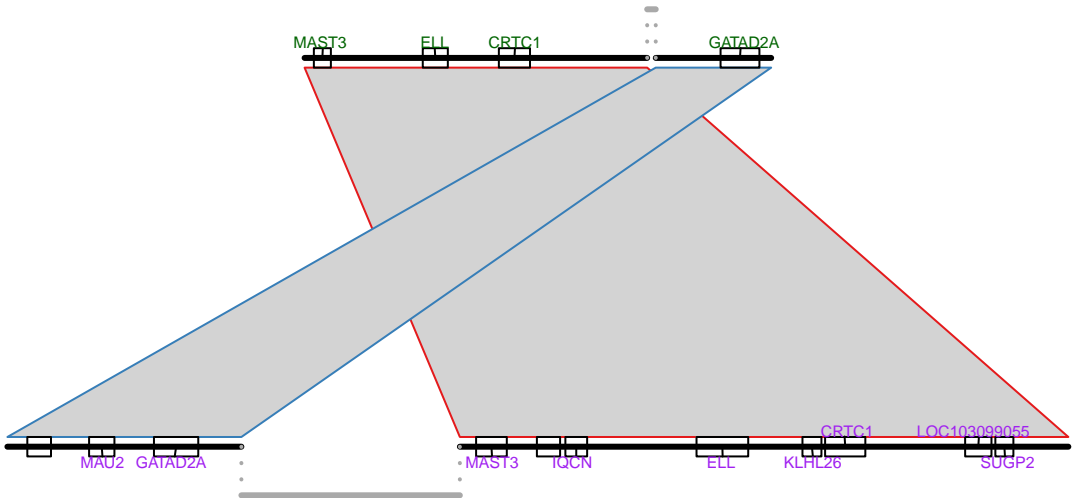 MAST3 ELL CRTC1 GATAD2A
CRTC1 LOC103099055
MAU2 GATAD2A MAST3 IQCN ELL KLHL26 SUGP2